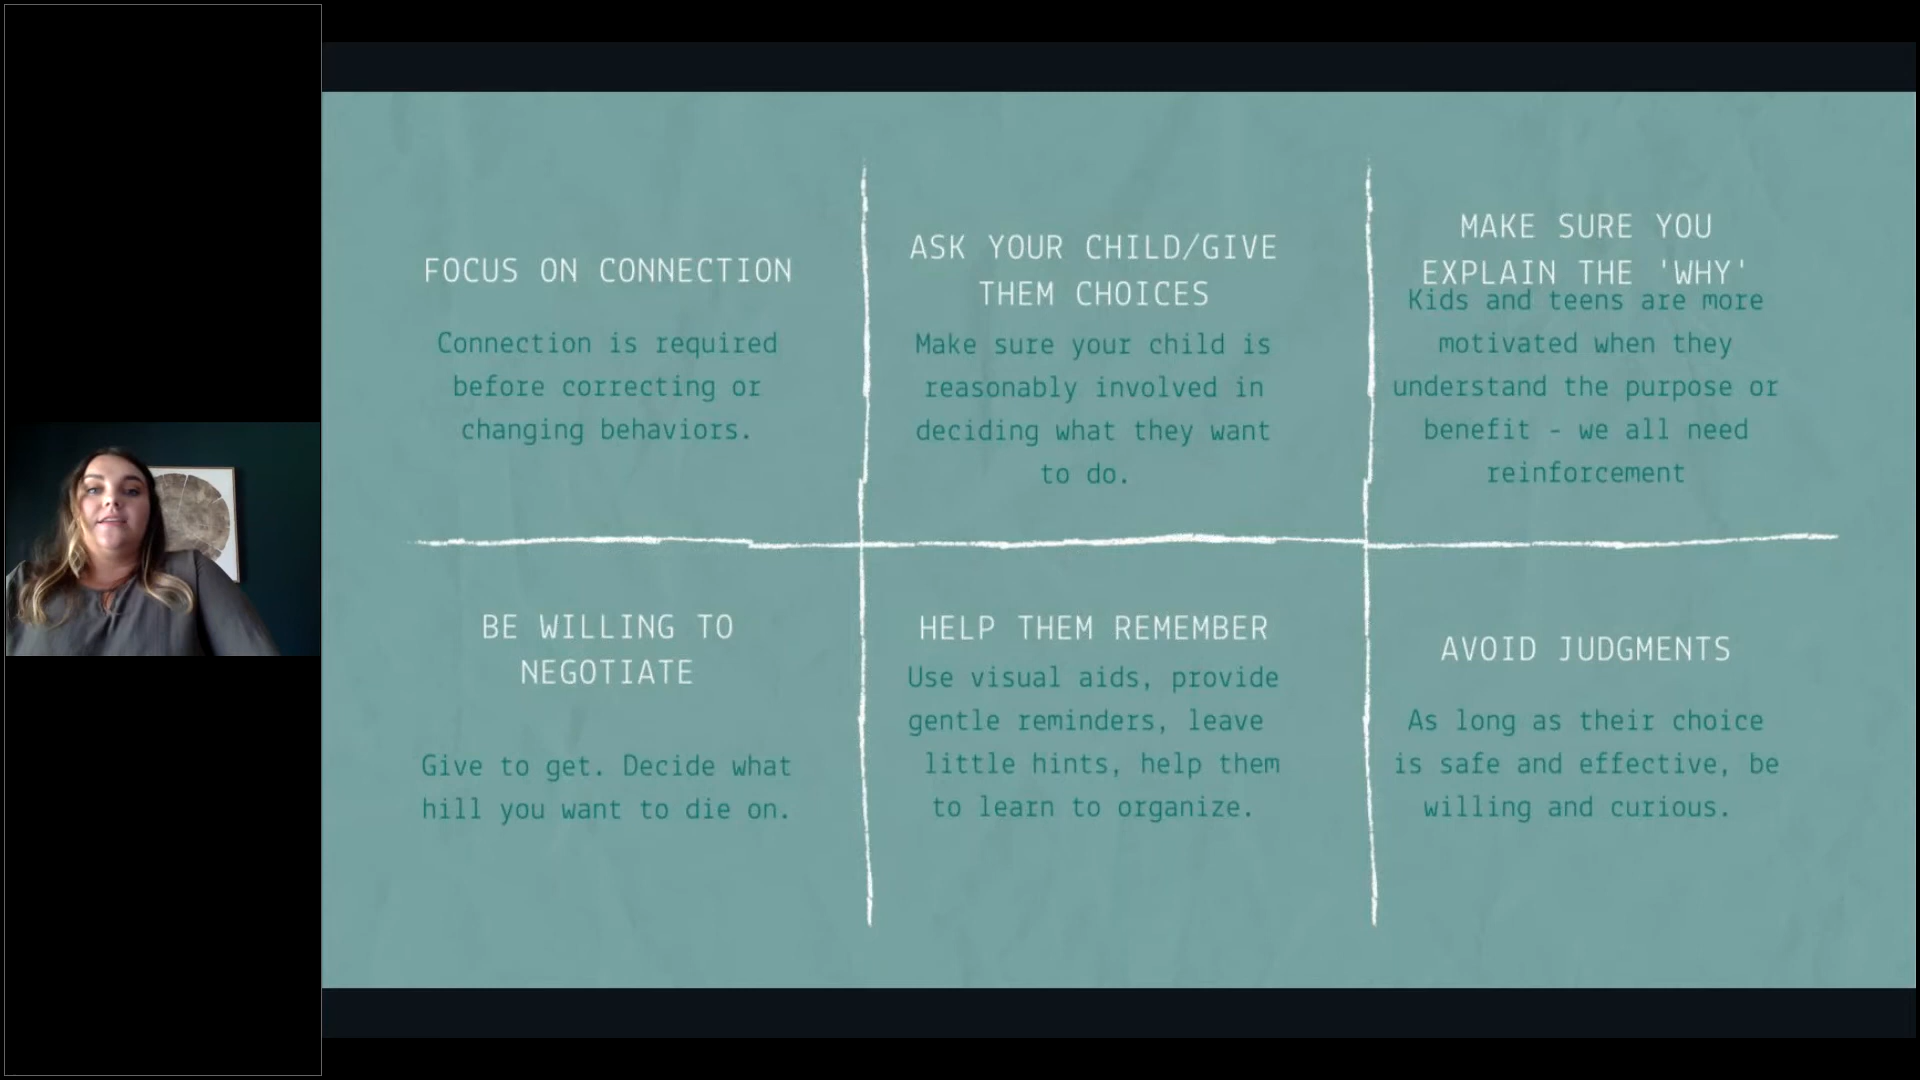 FOCUS ON CONNECTION
Connection is required
before correcting or
changing behaviors.
ASK YOUR CHILD/GIVE
THEM CHOICES
Make sure your child is
reasonably involved in
deciding what they want
to do.
MAKE SURE YOU
EXPLAIN THE 'WHY'
Kids and teens are more
motivated when they
understand the purpose or
benefit - we all need
reinforcement
BE WILLING TO
NEGOTIATE
Give to get. Decide what
hill you want to die on.
HELP THEM REMEMBER
Use visual aids, provide
gentle reminders, leave
little hints, help them
to learn to organize.
AVOID JUDGMENTS
As long as their choice
is safe and effective, be
willing and curious.